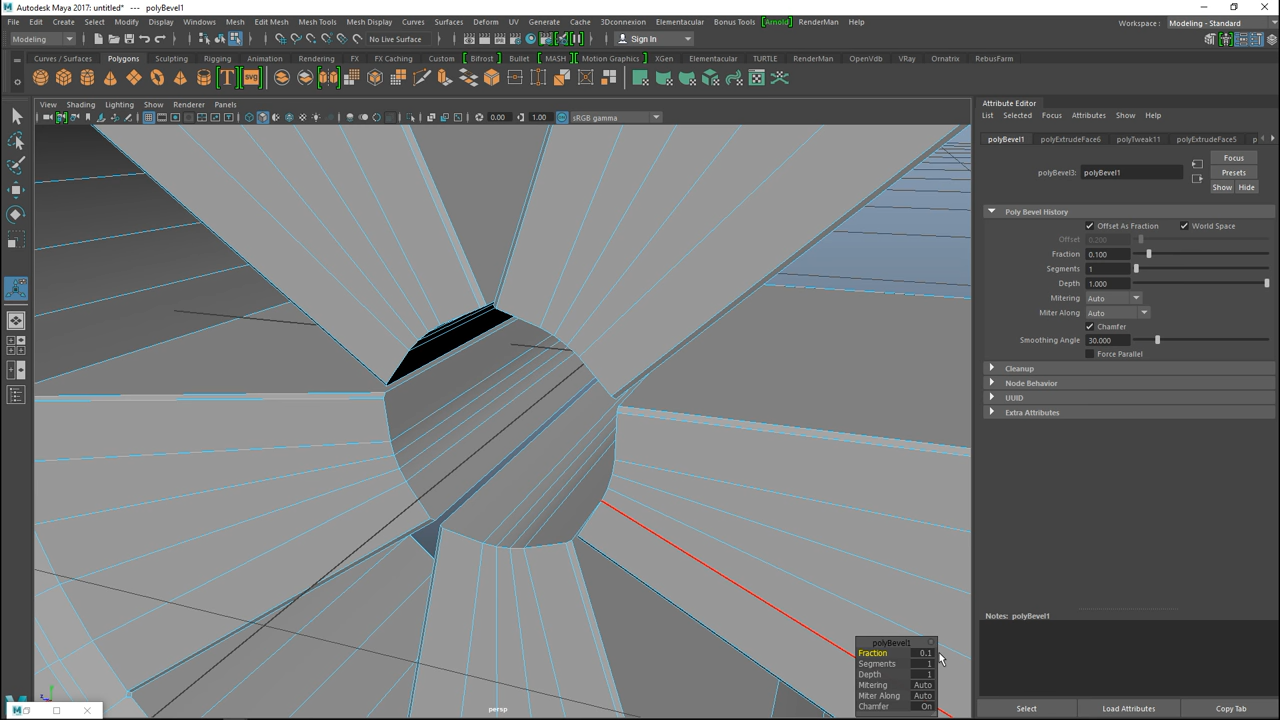 Autodesk Maya 2017: untitled* --- polyBevel1
File Edit Create Select Modify Display Windows Mesh Edit Mesh Mesh Tools Mesh Display Curves Surfaces Deform UV Generate Cache 3Dconnexion Elementacular Bonus Tools [Arnold] RenderMan Help
Workspace : Modeling - Standard
Modeling No Live Surface Sign In
Curves / Surfaces Polygons Sculpting Rigging Animation Rendering FX FX Caching Custom Bifrost Bullet MASH Motion Graphics XGen Elementacular TURTLE RenderMan OpenVdb VRay Ornatrix RebusFarm
T svg
View Shading Lighting Show Renderer Panels
0.00 1.00 sRGB gamma
Attribute Editor
List Selected Focus Attributes Show Help
polyBevel1 polyExtrudeFace6 polyTweak11 polyExtrudeFace5 p
Focus
polyBevel3: polyBevel1 Presets
Show Hide
Poly Bevel History
Offset As Fraction World Space
Offset 0.200
Fraction 0.100
Segments 1
Depth 1.000
Mitering Auto
Miter Along Auto
Chamfer
Smoothing Angle 30.000
Force Parallel
Cleanup
Node Behavior
UUID
Extra Attributes
Notes: polyBevel1
polyBevel1
Fraction 0.1
Segments 1
Depth 1
Mitering Auto
Miter Along Auto
Chamfer On
persp
Select Load Attributes Copy Tab